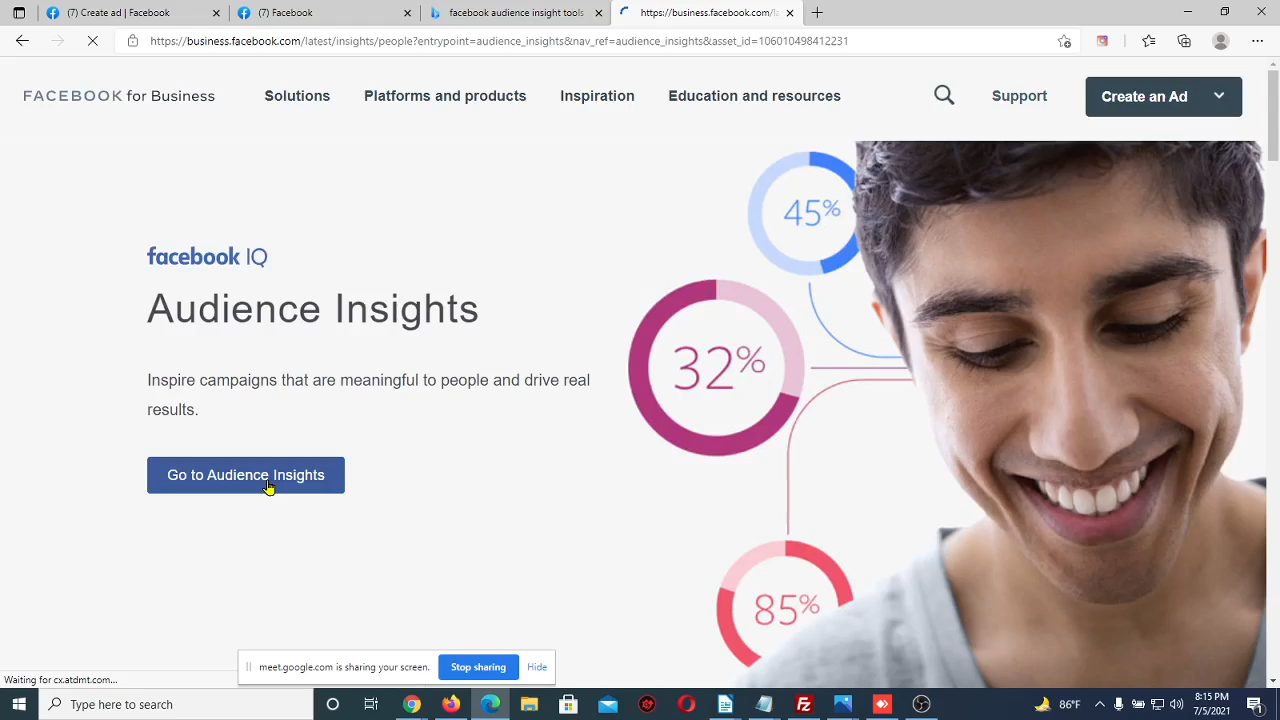 (7) Create ad | Facebook
(7) Facebook
facebook audience insight tools
https://business.facebook.com/la
https://business.facebook.com/latest/insights/people?entrypoint=audience_insights&nav_ref=audience_insights&asset_id=106010498412231
FACEBOOK for Business
Solutions
Platforms and products
Inspiration
Education and resources
Support
Create an Ad
45%
facebook IQ
Audience Insights
32%
Inspire campaigns that are meaningful to people and drive real
results.
Go to Audience Insights
85%
meet.google.com is sharing your screen.
Stop sharing
Hide
Waiting for cx.atdmt.com...
Type here to search
86°F
8:15 PM
7/5/2021